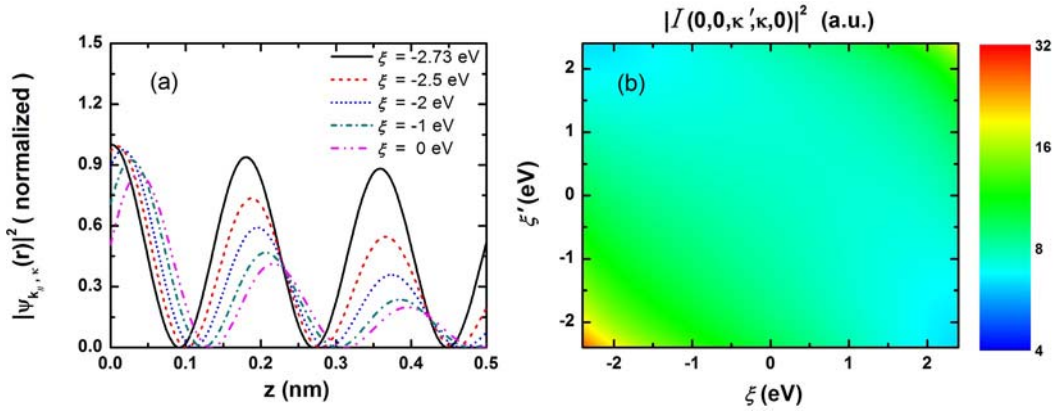 1.5
1.2
0.9
0.6
0.3
0.0
|ψ_{k_{//},κ}(r)|² ( normalized)
(a)
ξ = -2.73 eV
ξ = -2.5 eV
ξ = -2 eV
ξ = -1 eV
ξ = 0 eV
0.0 0.1 0.2 0.3 0.4 0.5
z (nm)
|I (0,0,κ′,κ,0)|² (a.u.)
(b)
2
1
0
-1
-2
ξ′(eV)
-2 -1 0 1 2
ξ (eV)
32
16
8
4